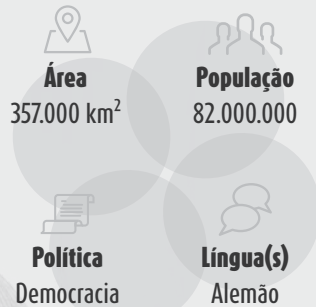 Área
357.000 km²
População
82.000.000
Política
Democracia
Língua(s)
Alemão